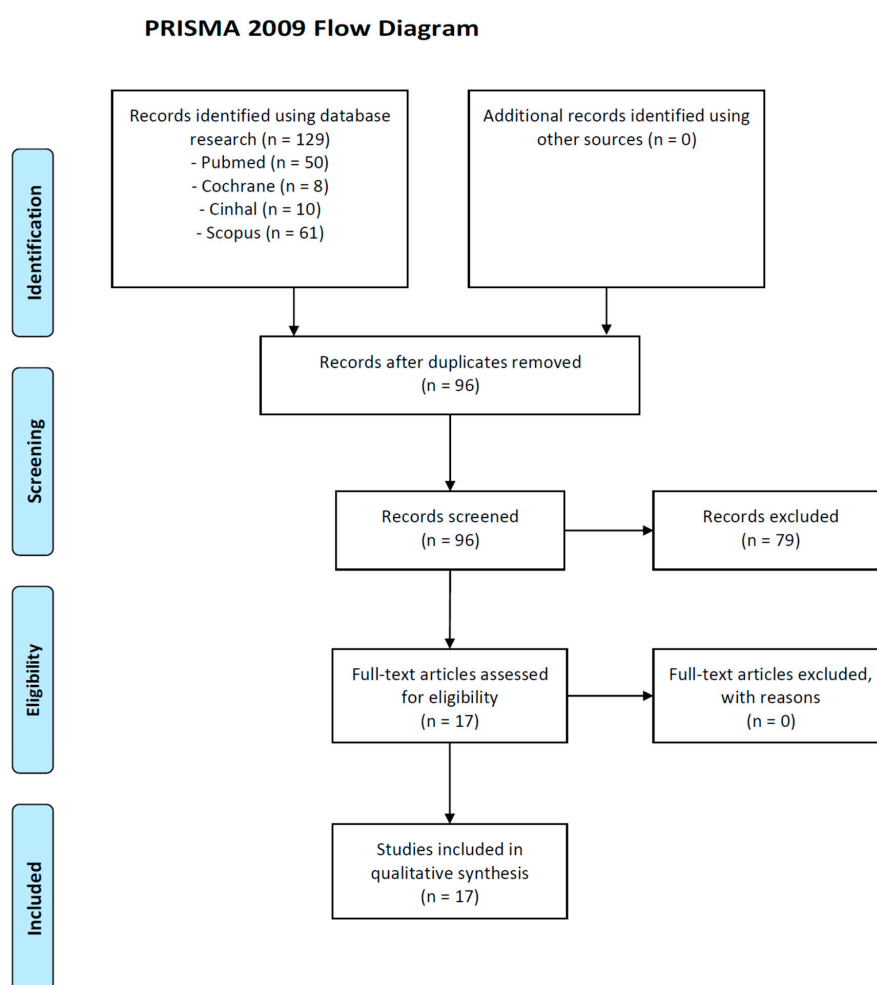 PRISMA 2009 Flow Diagram
Identification
Records identified using database
research (n = 129)
- Pubmed (n = 50)
- Cochrane (n = 8)
- Cinhal (n = 10)
- Scopus (n = 61)
Additional records identified using
other sources (n = 0)
Records after duplicates removed
(n = 96)
Screening
Records screened
(n = 96)
Records excluded
(n = 79)
Eligibility
Full-text articles assessed
for eligibility
(n = 17)
Full-text articles excluded,
with reasons
(n = 0)
Included
Studies included in
qualitative synthesis
(n = 17)